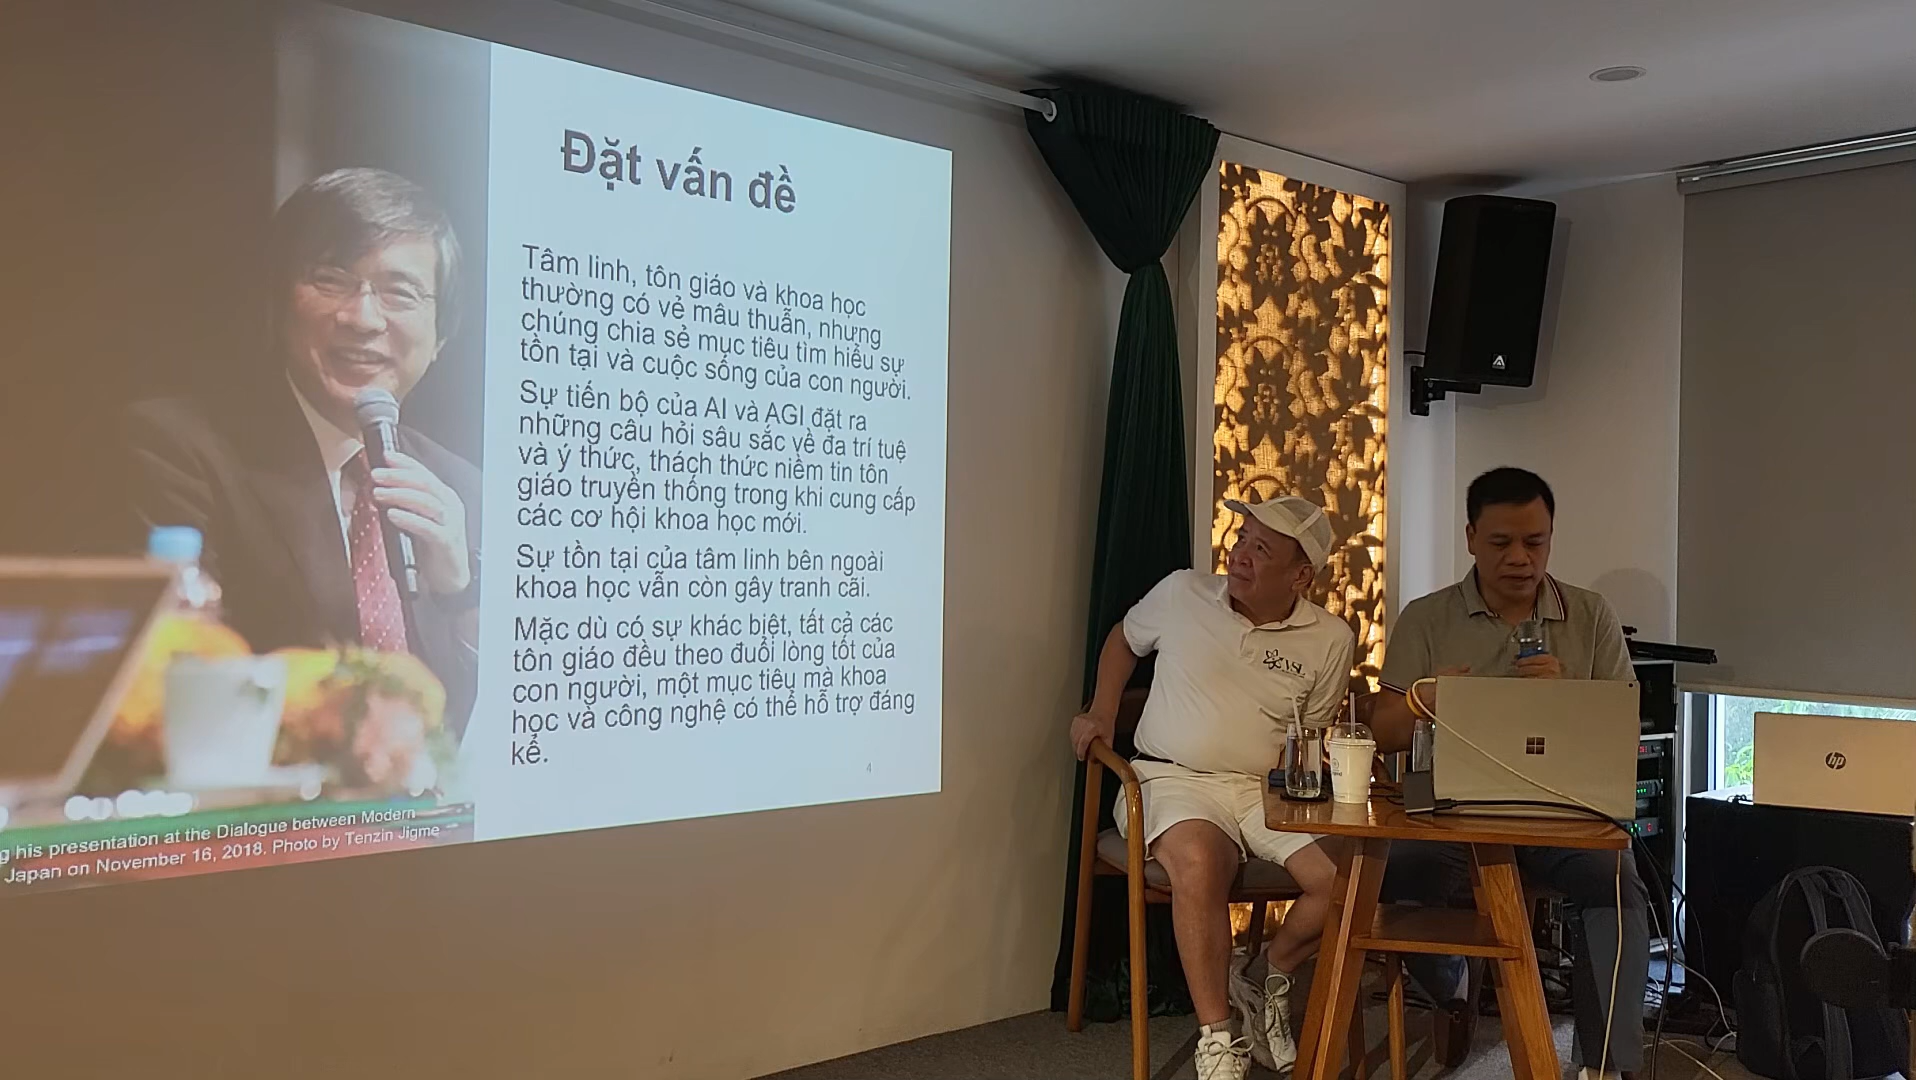 Đặt vấn đề
Tâm linh, tôn giáo và khoa học
thường có vẻ mâu thuẫn, nhưng
chúng chia sẻ mục tiêu tìm hiểu sự
tồn tại và cuộc sống của con người.
Sự tiến bộ của AI và AGI đặt ra
những câu hỏi sâu sắc về đa trí tuệ
và ý thức, thách thức niềm tin tôn
giáo truyền thống trong khi cung cấp
các cơ hội khoa học mới.
Sự tồn tại của tâm linh bên ngoài
khoa học vẫn còn gây tranh cãi.
Mặc dù có sự khác biệt, tất cả các
tôn giáo đều theo đuổi lòng tốt của
con người, một mục tiêu mà khoa
học và công nghệ có thể hỗ trợ đáng
kể.
4
g his presentation at the Dialogue between Modern
Japan on November 16, 2018. Photo by Tenzin Jigme
VSL
hp